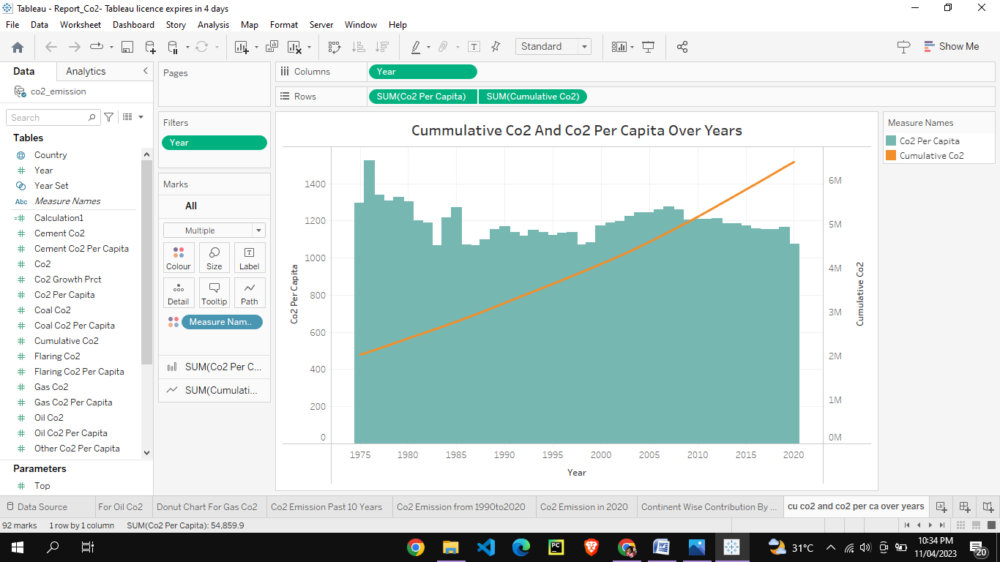 Tableau - Report_Co2- Tableau licence expires in 4 days
File Data Worksheet Dashboard Story Analysis Map Format Server Window Help
Standard
Show Me
Data Analytics
co2_emission
Search
Tables
Country
Year
Year Set
Abc Measure Names
Calculation1
Cement Co2
Cement Co2 Per Capita
Co2
Co2 Growth Prct
Co2 Per Capita
Coal Co2
Coal Co2 Per Capita
Cumulative Co2
Flaring Co2
Flaring Co2 Per Capita
Gas Co2
Gas Co2 Per Capita
Oil Co2
Oil Co2 Per Capita
Other Co2 Per Capita
Parameters
Top
Pages
Filters
Year
Marks
All
Multiple
Colour Size Label
Detail Tooltip Path
Measure Nam..
SUM(Co2 Per C...
SUM(Cumulati...
Columns Year
Rows SUM(Co2 Per Capita) SUM(Cumulative Co2)
Cummulative Co2 And Co2 Per Capita Over Years
Co2 Per Capita
1400
1200
1000
800
600
400
200
0
6M
5M
4M
3M
2M
1M
0M
Cumulative Co2
1975 1980 1985 1990 1995 2000 2005 2010 2015 2020
Year
Measure Names
Co2 Per Capita
Cumulative Co2
Data Source For Oil Co2 Donut Chart For Gas Co2 Co2 Emission Past 10 Years Co2 Emission from 1990to2020 Co2 Emission in 2020 Continent Wise Contribution By ... cu co2 and co2 per ca over years
92 marks 1 row by 1 column SUM(Co2 Per Capita): 54,859.9
PC
31°C
10:34 PM
11/04/2023
20